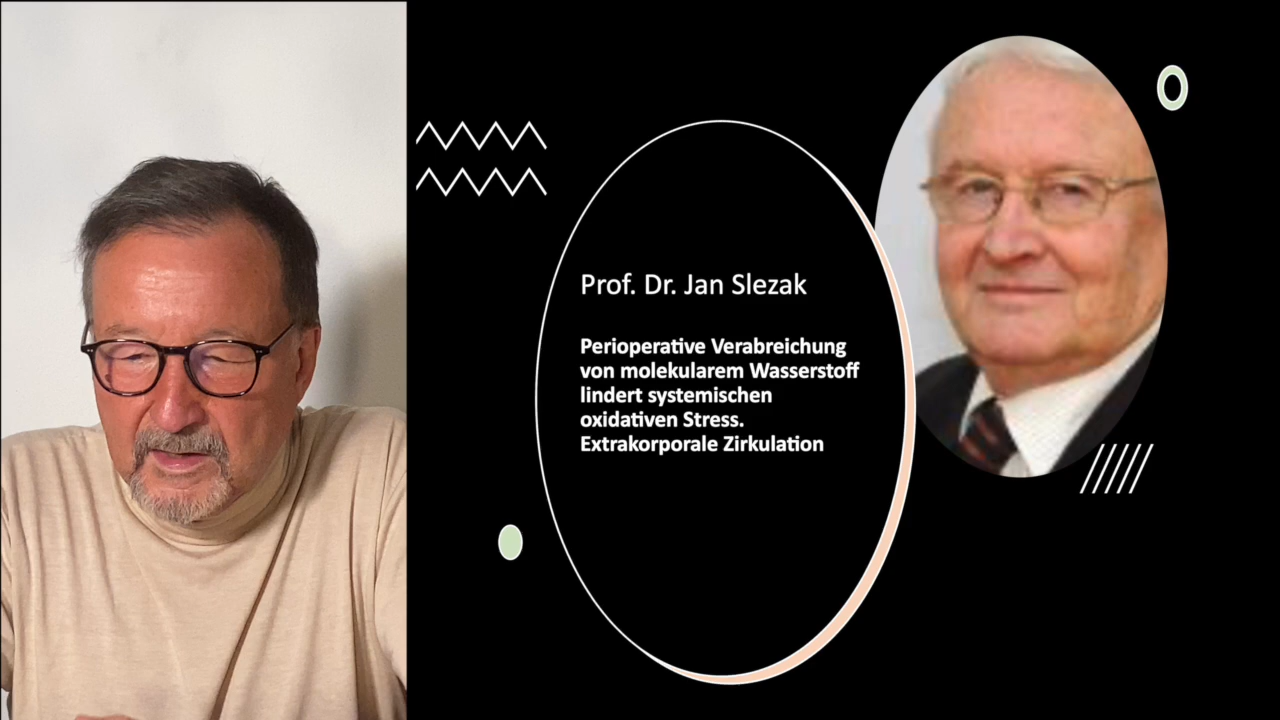 Prof. Dr. Jan Slezak
Perioperative Verabreichung
von molekularem Wasserstoff
lindert systemischen
oxidativen Stress.
Extrakorporale Zirkulation